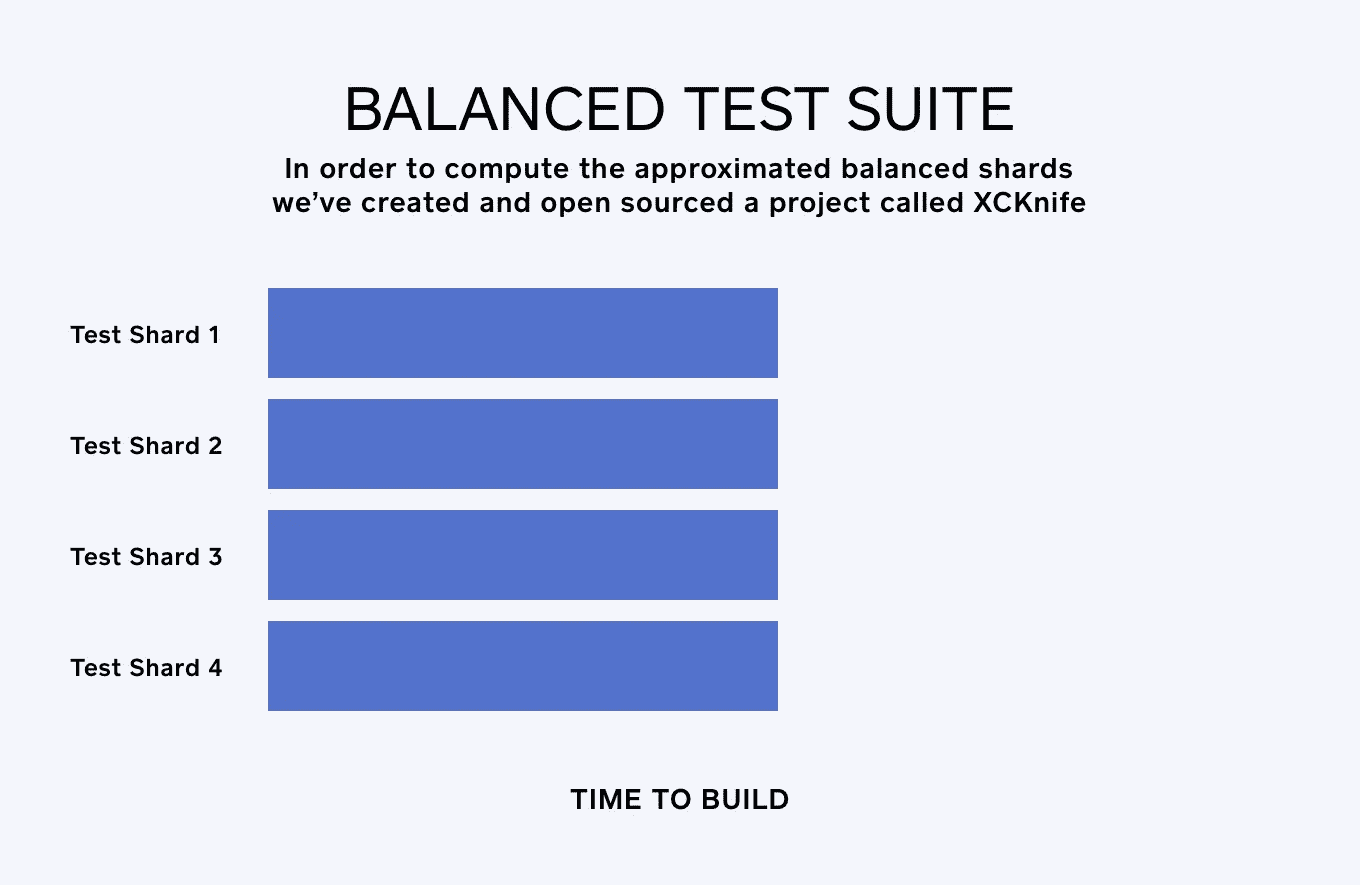 BALANCED TEST SUITE
In order to compute the approximated balanced shards
we’ve created and open sourced a project called XCKnife
Test Shard 1
Test Shard 2
Test Shard 3
Test Shard 4
TIME TO BUILD